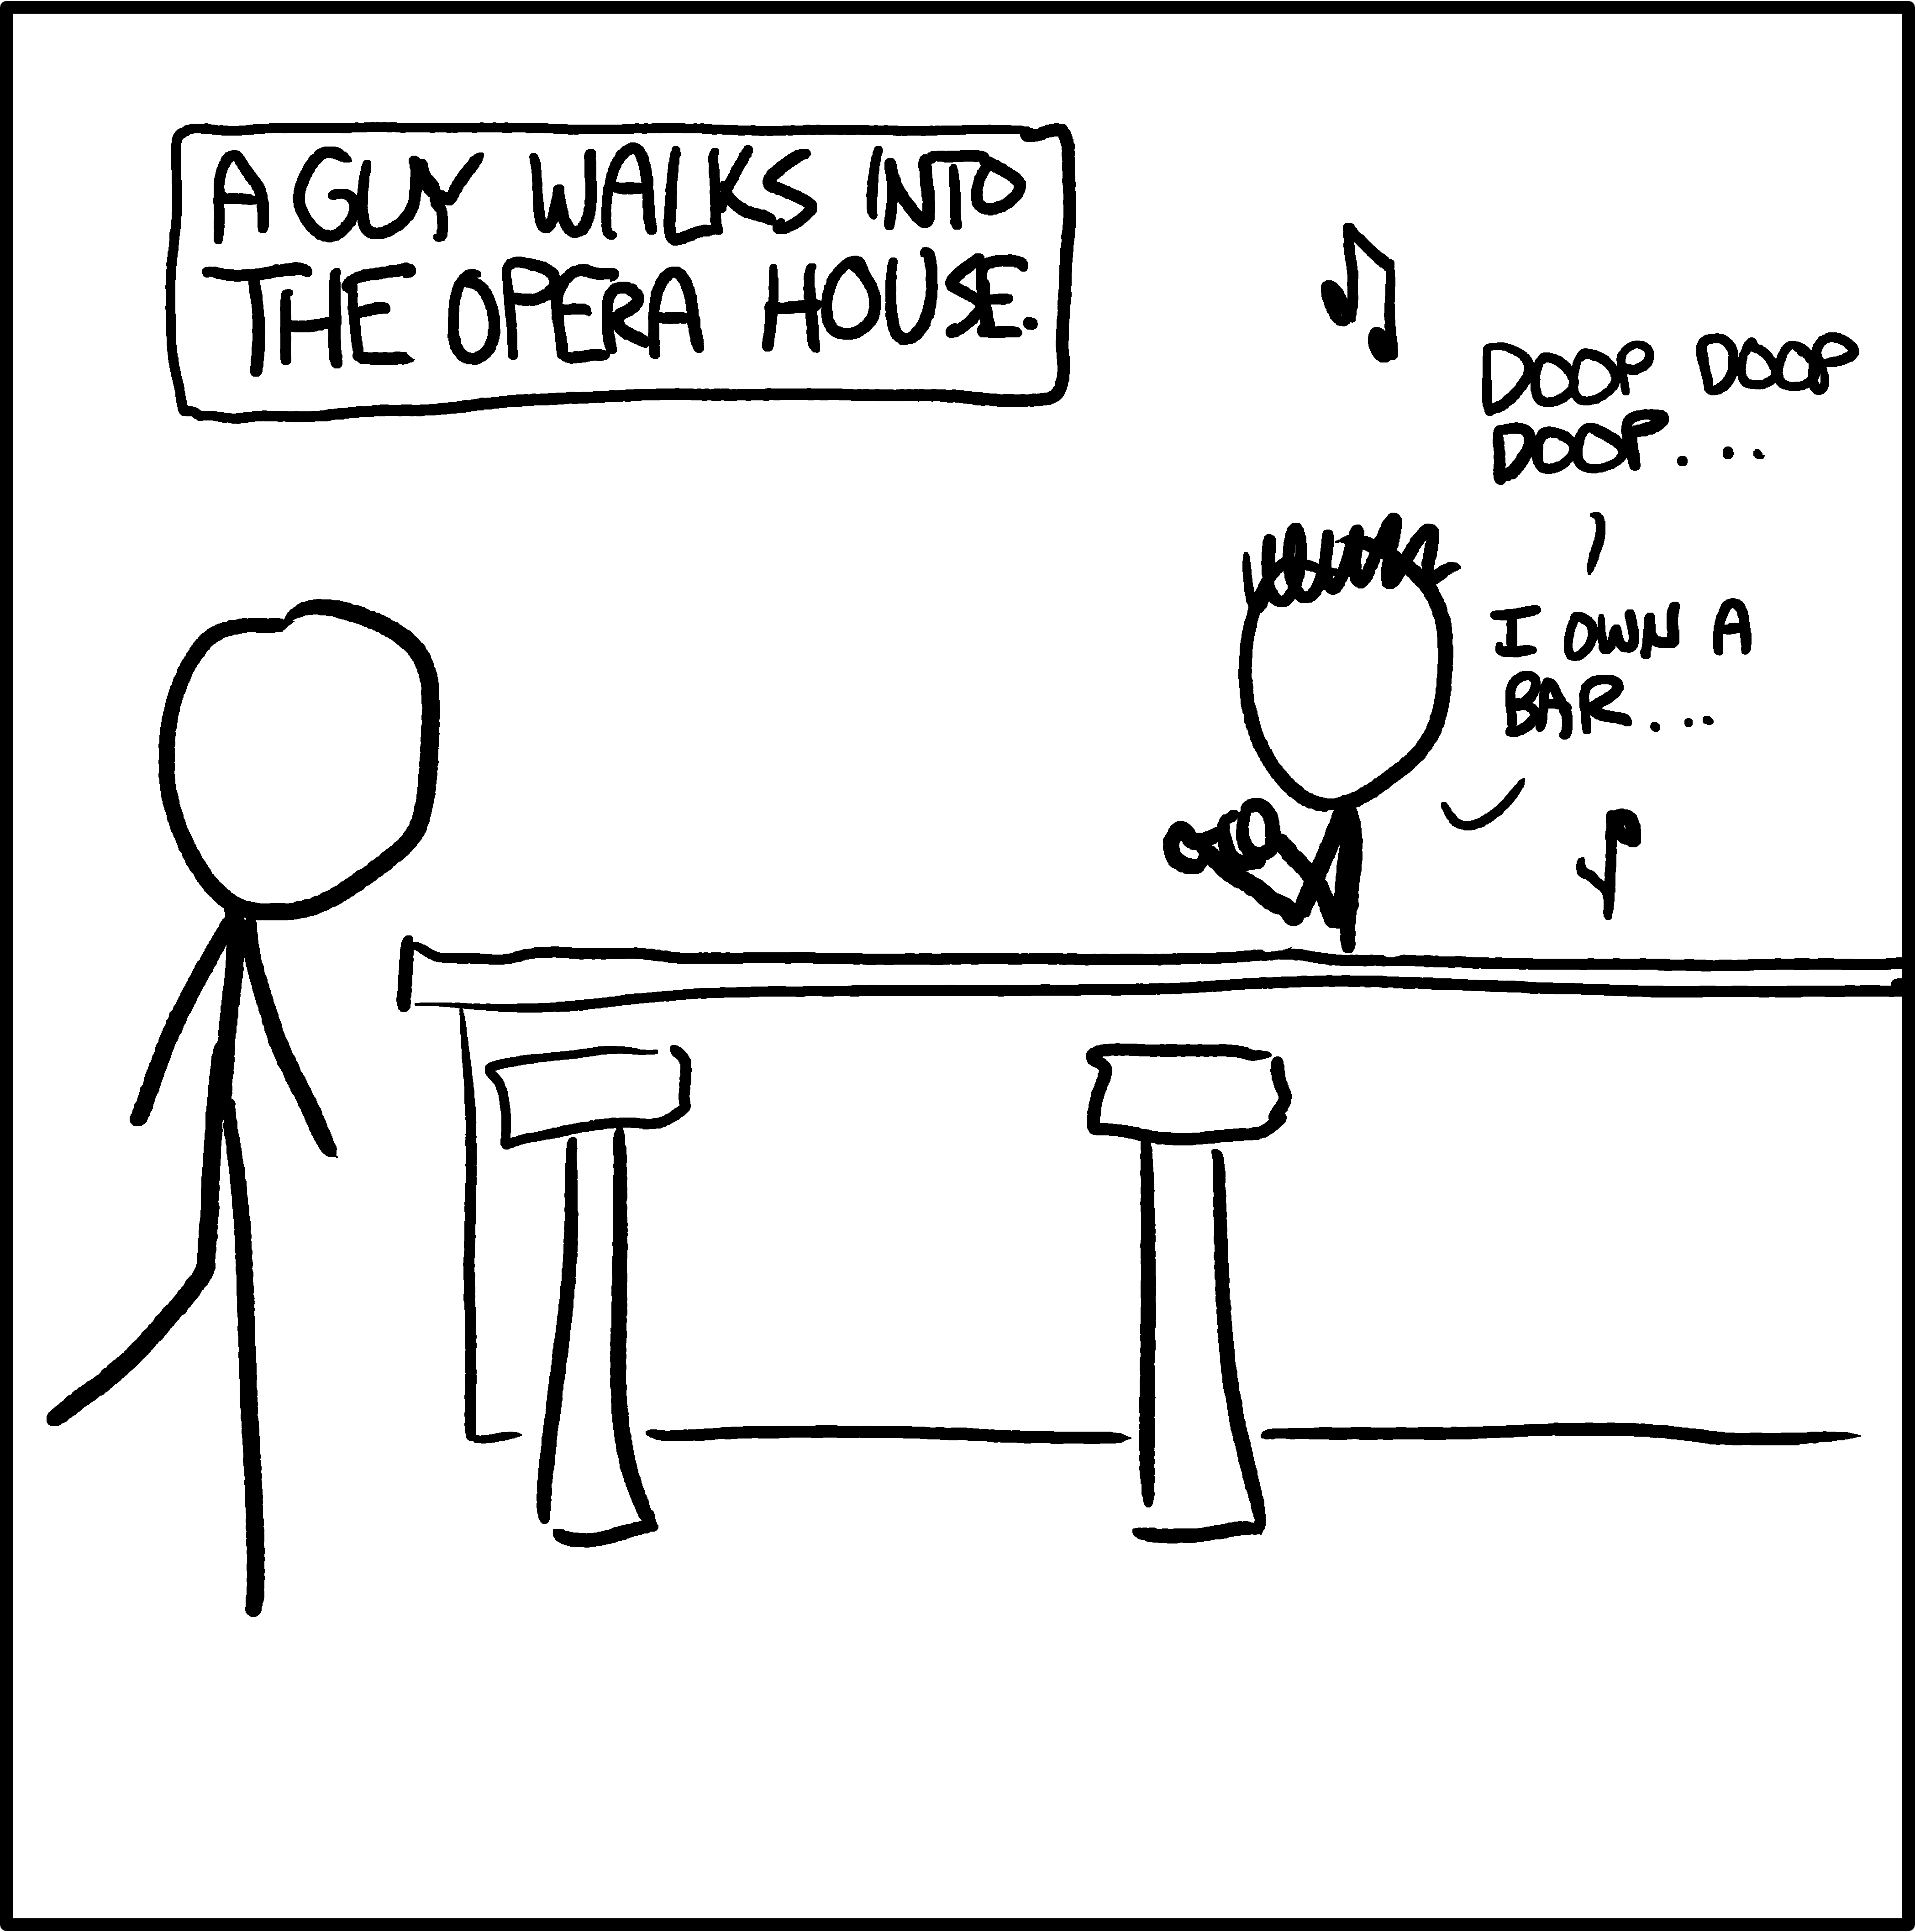 A GUY WALKS INTO
THE OPERA HOUSE.
DOOP DOOP
DOOP....
I OWN A
BAR....